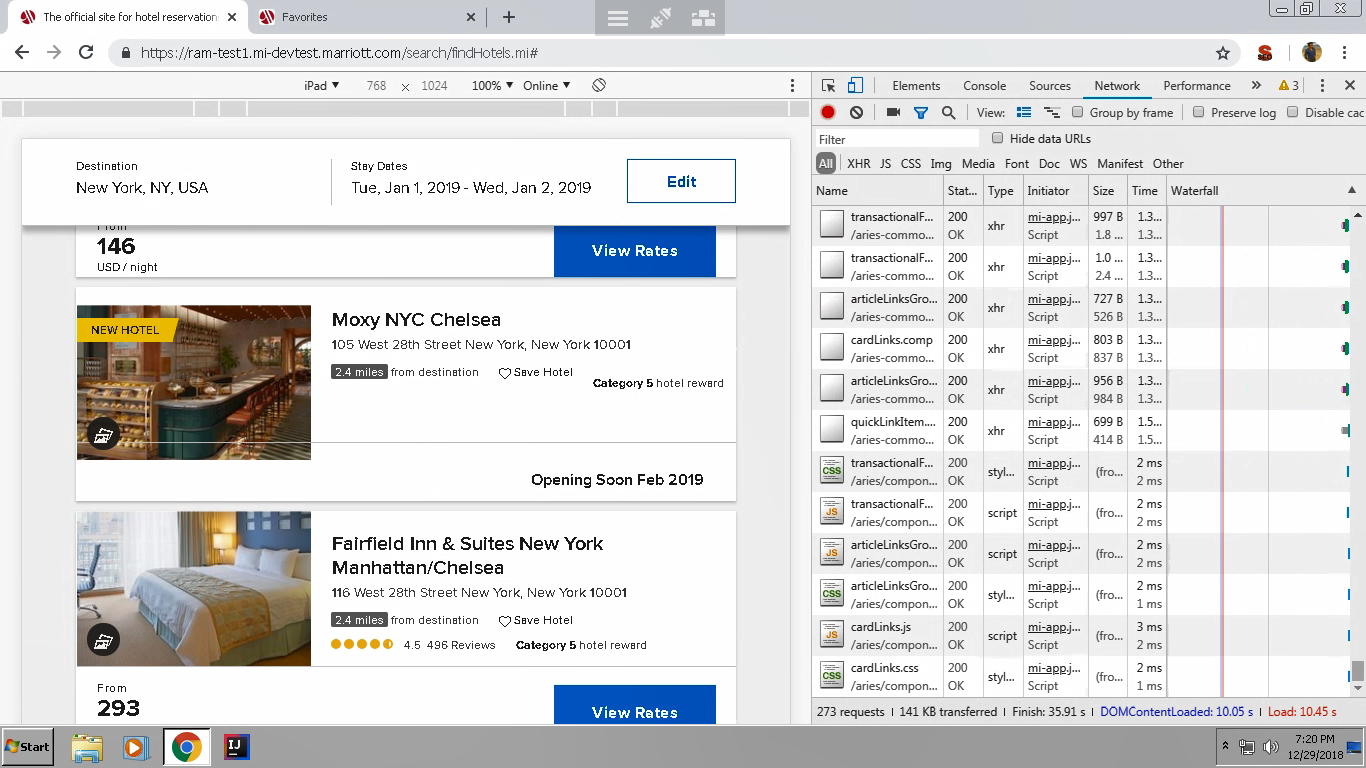 The official site for hotel reservation
Favorites
https://ram-test1.mi-devtest.marriott.com/search/findHotels.mi#
iPad 768 × 1024 100% Online
Destination
New York, NY, USA
Stay Dates
Tue, Jan 1, 2019 - Wed, Jan 2, 2019
Edit
From
146
USD / night
View Rates
NEW HOTEL
Moxy NYC Chelsea
105 West 28th Street New York, New York 10001
2.4 miles from destination Save Hotel
Category 5 hotel reward
Opening Soon Feb 2019
Fairfield Inn & Suites New York
Manhattan/Chelsea
116 West 28th Street New York, New York 10001
2.4 miles from destination Save Hotel
4.5 496 Reviews Category 5 hotel reward
From
293
View Rates
Elements Console Sources Network Performance » 3
View: Group by frame Preserve log Disable cac
Filter Hide data URLs
All XHR JS CSS Img Media Font Doc WS Manifest Other
Name Stat... Type Initiator Size Time Waterfall
transactionalF... 200 xhr mi-app.j... 997 B 1.3...
/aries-commo... OK Script 1.8 ... 1.3...
transactionalF... 200 xhr mi-app.j... 1.0 ... 1.3...
/aries-commo... OK Script 2.4 ... 1.3...
articleLinksGro... 200 xhr mi-app.j... 727 B 1.3...
/aries-commo... OK Script 526 B 1.3...
cardLinks.comp 200 xhr mi-app.j... 803 B 1.3...
/aries-commo... OK Script 837 B 1.3...
articleLinksGro... 200 xhr mi-app.j... 956 B 1.3...
/aries-commo... OK Script 984 B 1.3...
quickLinkItem.... 200 xhr mi-app.j... 699 B 1.5...
/aries-commo... OK Script 414 B 1.5...
CSS transactionalF... 200 styl... mi-app.j... (fro... 2 ms
/aries/compon... OK Script 2 ms
JS transactionalF... 200 script mi-app.j... (fro... 2 ms
/aries/compon... OK Script 2 ms
JS articleLinksGro... 200 script mi-app.j... (fro... 2 ms
/aries/compon... OK Script 2 ms
CSS articleLinksGro... 200 styl... mi-app.j... (fro... 2 ms
/aries/compon... OK Script 1 ms
JS cardLinks.js 200 script mi-app.j... (fro... 3 ms
/aries/compon... OK Script 2 ms
CSS cardLinks.css 200 styl... mi-app.j... (fro... 2 ms
/aries/compon... OK Script 1 ms
273 requests | 141 KB transferred | Finish: 35.91 s | DOMContentLoaded: 10.05 s | Load: 10.45 s
Start
IJ
7:20 PM
12/29/2018